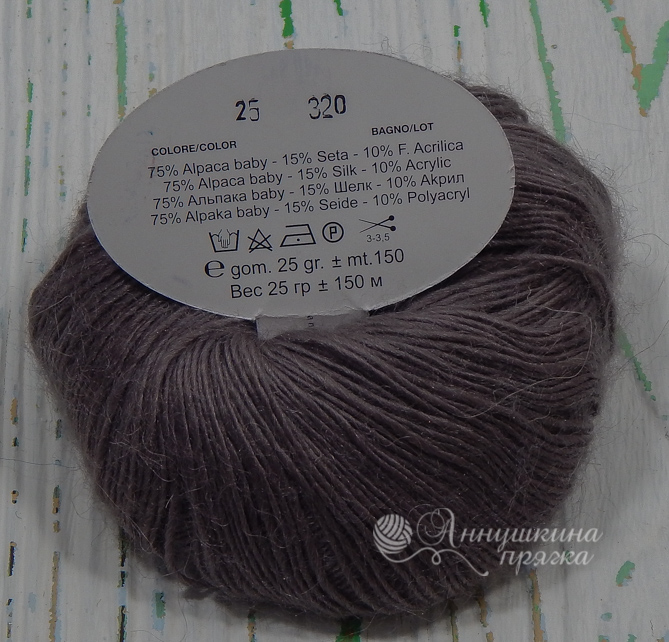 25 320
COLORE/COLOR BAGNO/LOT
75% Alpaca baby - 15% Seta - 10% F. Acrilica
75% Alpaca baby - 15% Silk - 10% Acrylic
75% Альпака baby - 15% Шелк - 10% Акрил
75% Alpaka baby - 15% Seide - 10% Polyacryl
P 3-3,5
e gom. 25 gr. ± mt.150
Вес 25 гр ± 150 м
Аннушкина
пряжа